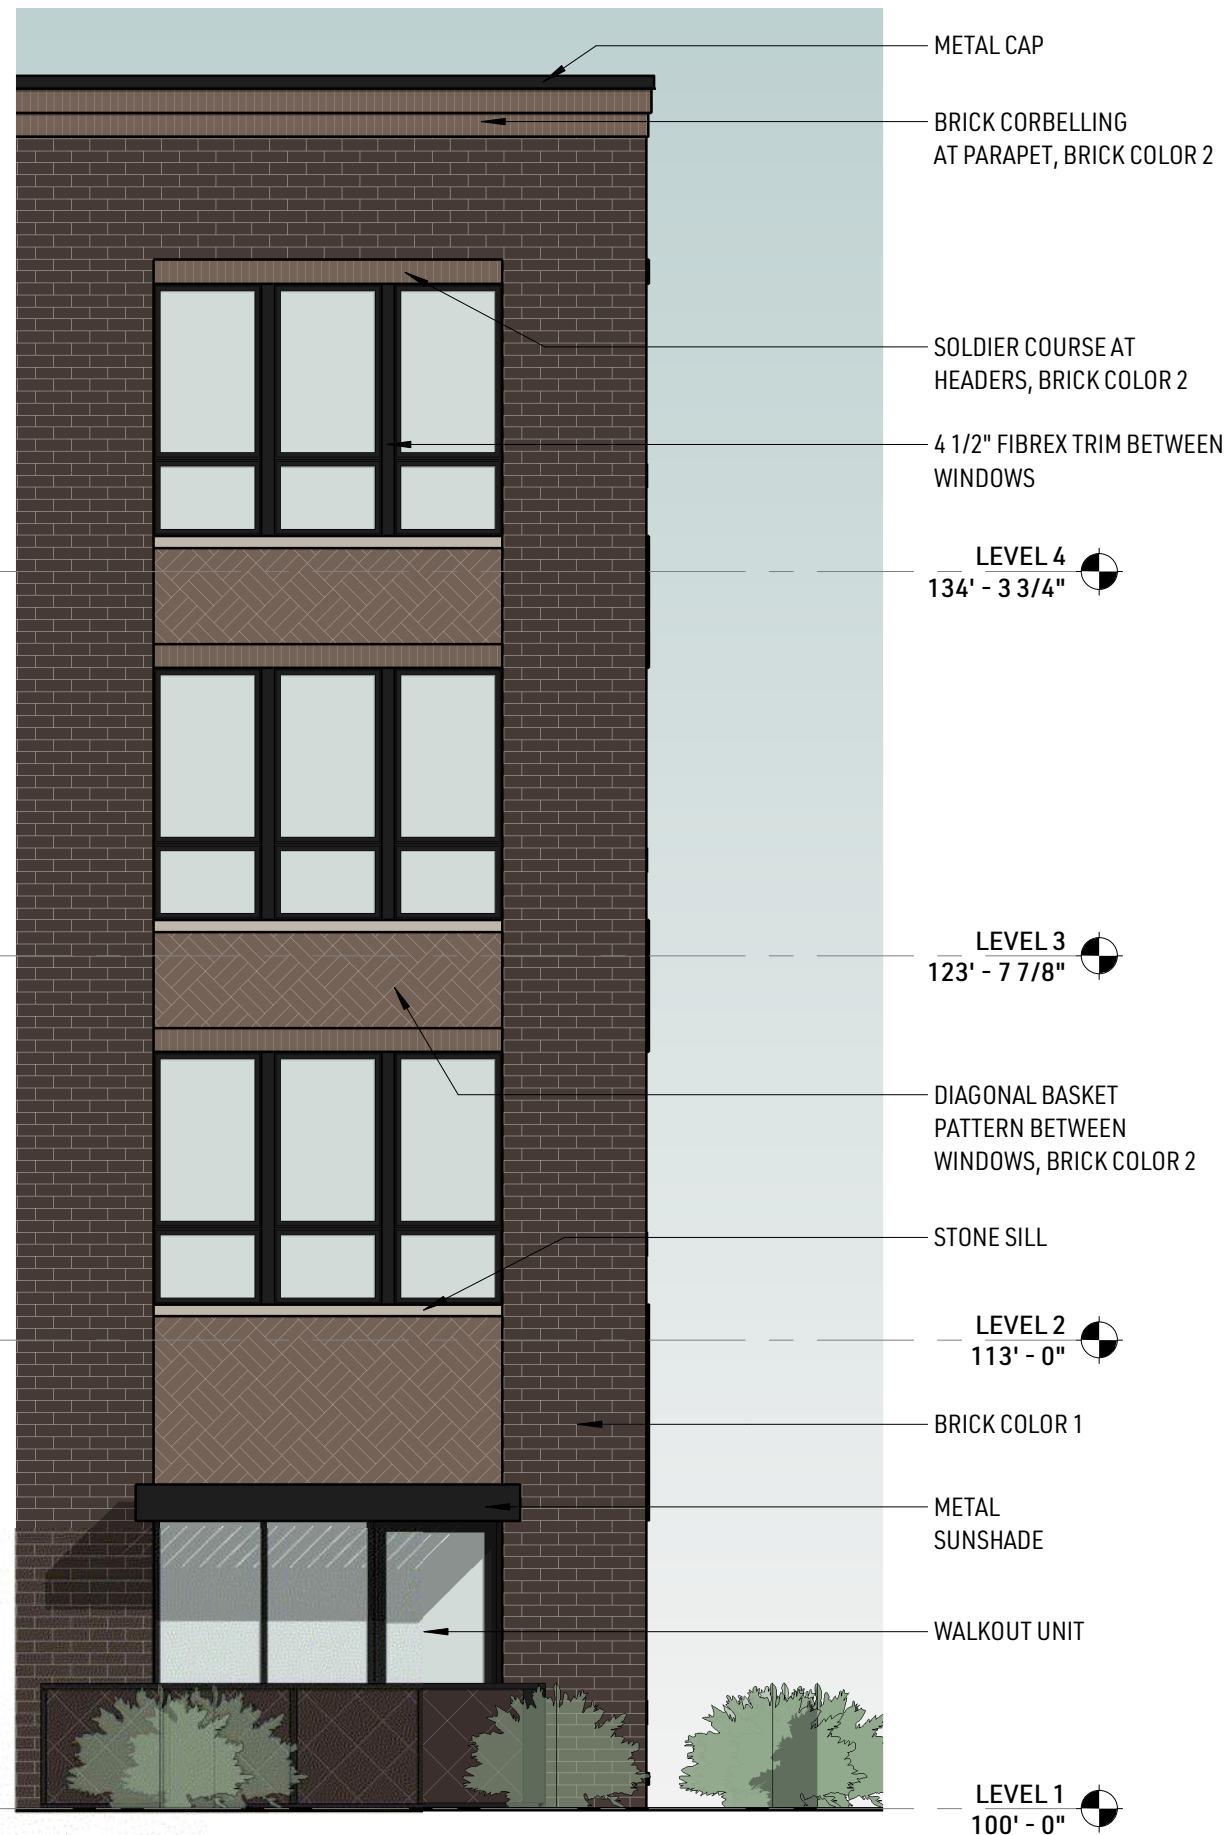 METAL CAP
BRICK CORBELLING
AT PARAPET, BRICK COLOR 2
SOLDIER COURSE AT
HEADERS, BRICK COLOR 2
4 1/2" FIBREX TRIM BETWEEN
WINDOWS
LEVEL 4
134' - 3 3/4"
LEVEL 3
123' - 7 7/8"
DIAGONAL BASKET
PATTERN BETWEEN
WINDOWS, BRICK COLOR 2
STONE SILL
LEVEL 2
113' - 0"
BRICK COLOR 1
METAL
SUNSHADE
WALKOUT UNIT
LEVEL 1
100' - 0"